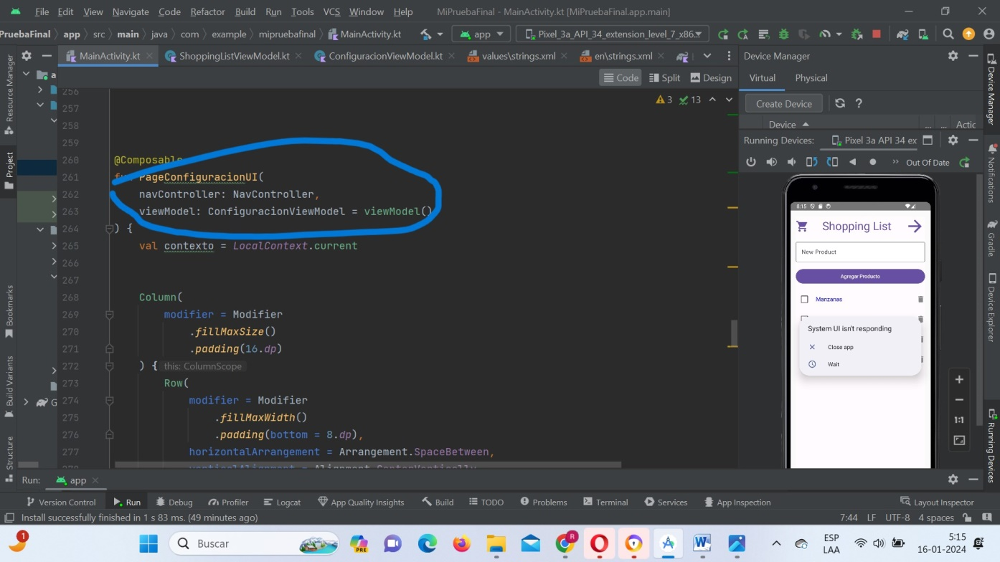 File Edit View Navigate Code Refactor Build Run Tools VCS Window Help MiPruebaFinal - MainActivity.kt [MiPruebaFinal.app.main]
PruebaFinal app src main java com example mipruebafinal MainActivity.kt app Pixel_3a_API_34_extension_level_7_x86...
MainActivity.kt ShoppingListViewModel.kt ConfiguracionViewModel.kt values\strings.xml en\strings.xml
Code Split Design
3 13
Resource Manager
Project
Bookmarks
Build Variants
Structure
a
G
256
257
258
259
260 @Composable
261 PageConfiguracionUI(
262 navController: NavController,
263 viewModel: ConfiguracionViewModel = viewModel()
264 ) {
265 val contexto = LocalContext.current
266
267
268 Column(
269 modifier = Modifier
270 .fillMaxSize()
271 .padding(16.dp)
272 ) { this: ColumnScope
273 Row(
274 modifier = Modifier
275 .fillMaxWidth()
276 .padding(bottom = 8.dp),
277 horizontalArrangement = Arrangement.SpaceBetween,
278 verticalAlignment = Alignment.CenterVertically
Device Manager
Virtual Physical
Create Device ?
Device ... ... Actic
Running Devices: Pixel 3a API 34 ex
Out Of Date
8:15
Shopping List
New Product
Agregar Producto
Manzanas
System UI isn't responding
Close app
Wait
1:1
Device Manager
Notifications
Gradle
Device Explorer
Running Devices
Run: app
Version Control Run Debug Profiler Logcat App Quality Insights Build TODO Problems Terminal Services App Inspection Layout Inspector
Install successfully finished in 1 s 83 ms. (49 minutes ago) 7:44 LF UTF-8 4 spaces
1 Buscar PRE R W ESP 5:15
LAA 16-01-2024